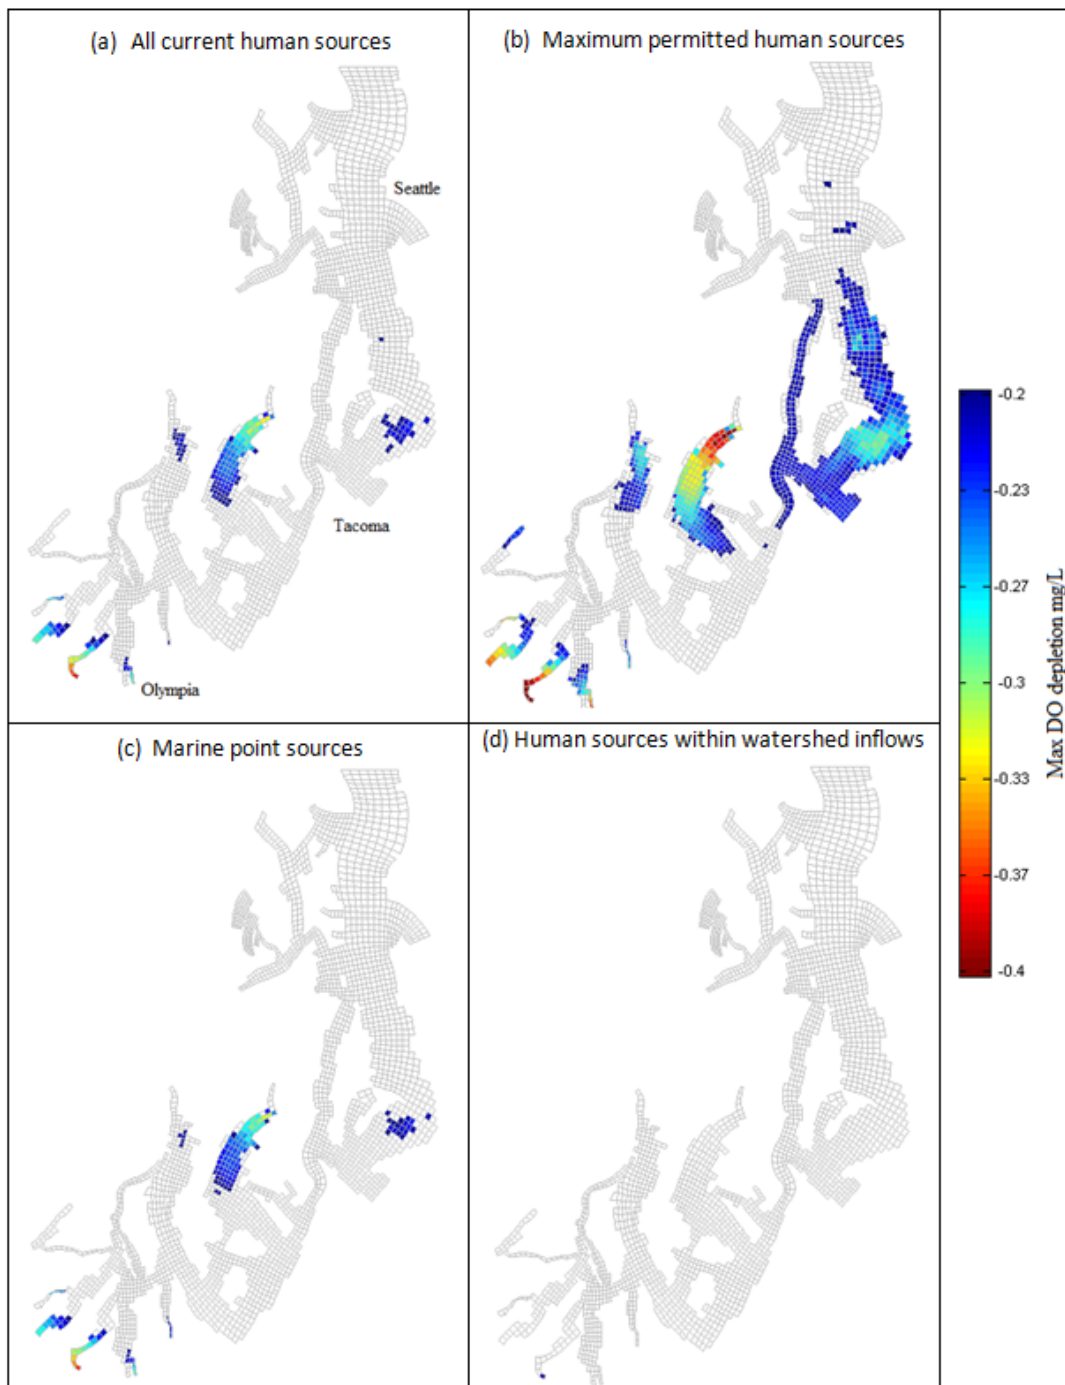 (a) All current human sources
(b) Maximum permitted human sources
Seattle
Tacoma
Olympia
(c) Marine point sources
(d) Human sources within watershed inflows
-0.2
-0.23
-0.27
-0.3
-0.33
-0.37
-0.4
Max DO depletion mg/L